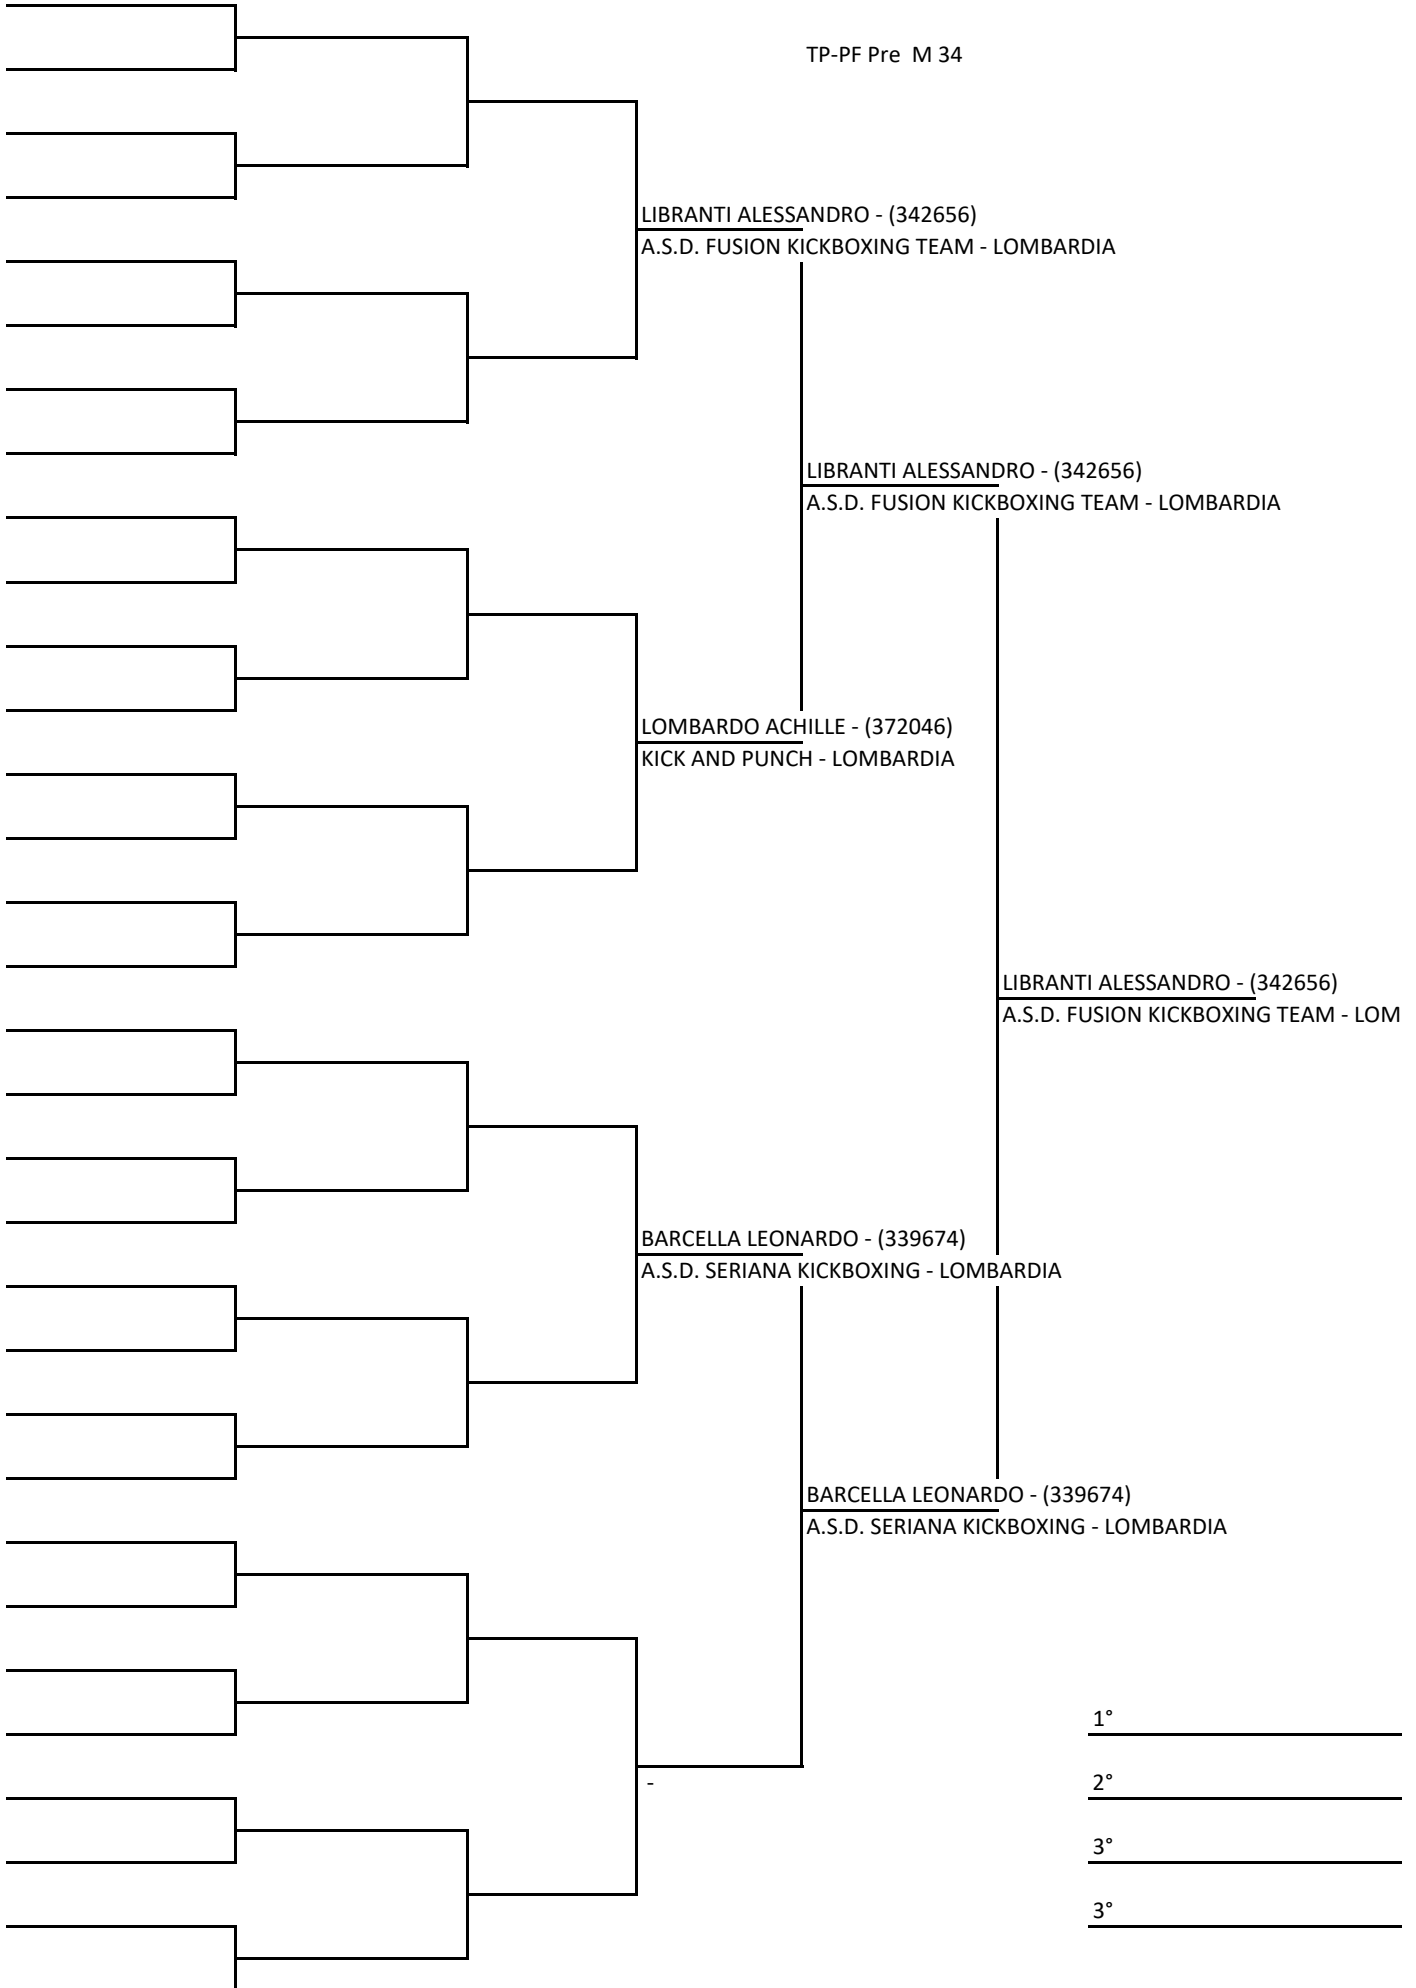 TP-PF Pre  M 34
LIBRANTI ALESSANDRO - (342656)
A.S.D. FUSION KICKBOXING TEAM - LOMBARDIA
LIBRANTI ALESSANDRO - (342656)
A.S.D. FUSION KICKBOXING TEAM - LOMBARDIA
LOMBARDO ACHILLE - (372046)
KICK AND PUNCH - LOMBARDIA
LIBRANTI ALESSANDRO - (342656)
A.S.D. FUSION KICKBOXING TEAM - LOM
BARCELLA LEONARDO - (339674)
A.S.D. SERIANA KICKBOXING - LOMBARDIA
BARCELLA LEONARDO - (339674)
A.S.D. SERIANA KICKBOXING - LOMBARDIA
1°
-
2°
3°
3°